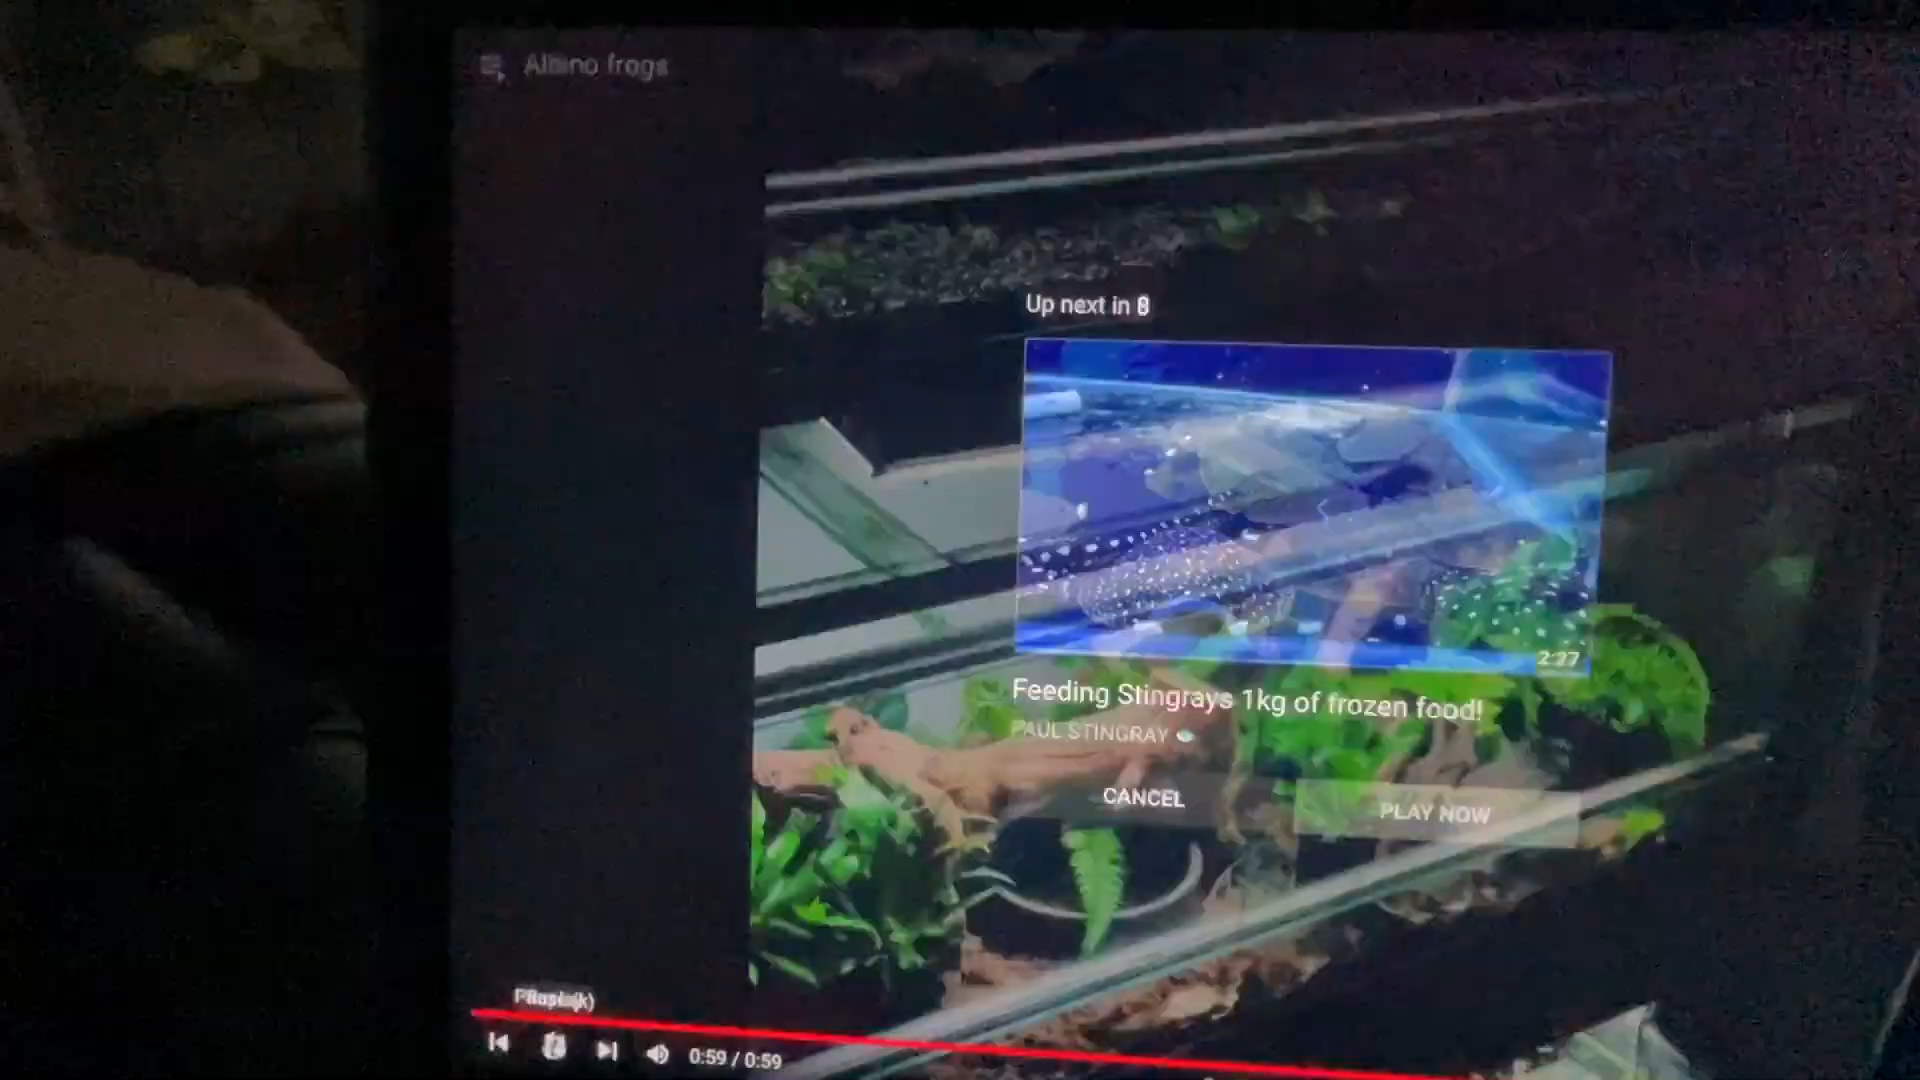 Albino frogs
Up next in 8
2:27
Feeding Stingrays 1kg of frozen food!
PAUL STINGRAY
CANCEL
PLAY NOW
0:59 / 0:59